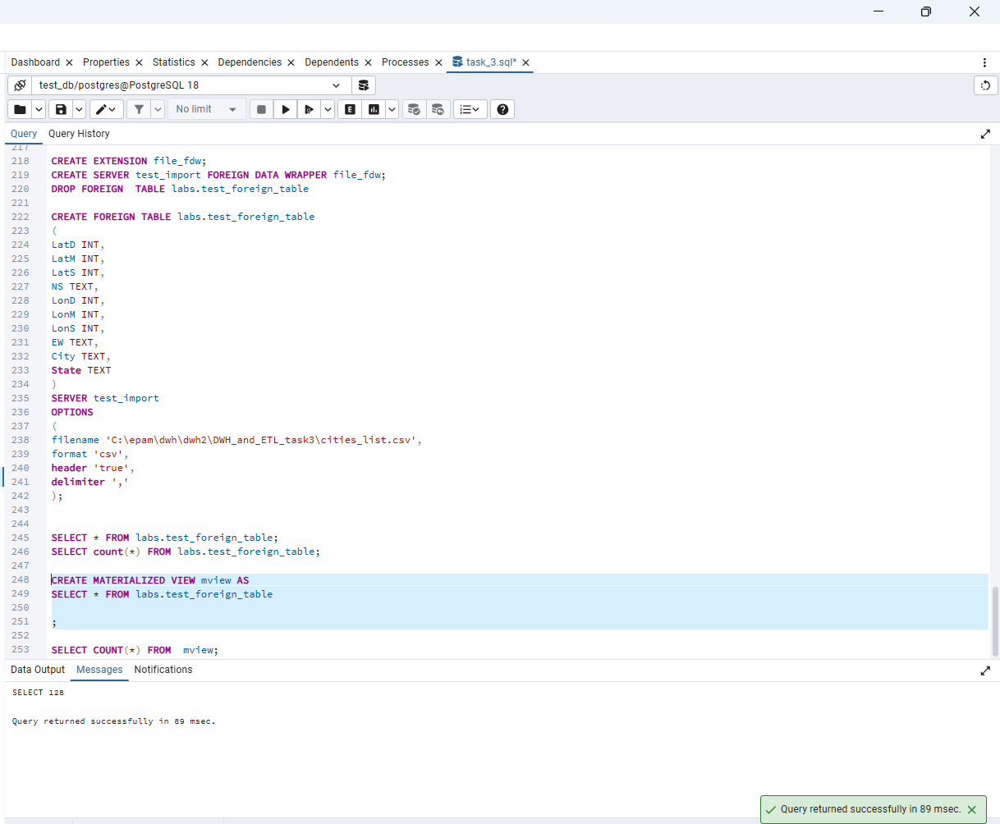 Dashboard Properties Statistics Dependencies Dependents Processes task_3.sql*
test_db/postgres@PostgreSQL 18
No limit E
Query Query History
217
218 CREATE EXTENSION file_fdw;
219 CREATE SERVER test_import FOREIGN DATA WRAPPER file_fdw;
220 DROP FOREIGN  TABLE labs.test_foreign_table
221
222 CREATE FOREIGN TABLE labs.test_foreign_table
223 (
224 LatD INT,
225 LatM INT,
226 LatS INT,
227 NS TEXT,
228 LonD INT,
229 LonM INT,
230 LonS INT,
231 EW TEXT,
232 City TEXT,
233 State TEXT
234 )
235 SERVER test_import
236 OPTIONS
237 (
238 filename 'C:\epam\dwh\dwh2\DWH_and_ETL_task3\cities_list.csv',
239 format 'csv',
240 header 'true',
241 delimiter ','
242 );
243
244
245 SELECT * FROM labs.test_foreign_table;
246 SELECT count(*) FROM labs.test_foreign_table;
247
248 CREATE MATERIALIZED VIEW mview AS
249 SELECT * FROM labs.test_foreign_table
250
251 ;
252
253 SELECT COUNT(*) FROM  mview;
Data Output Messages Notifications
SELECT 128
Query returned successfully in 89 msec.
Query returned successfully in 89 msec.